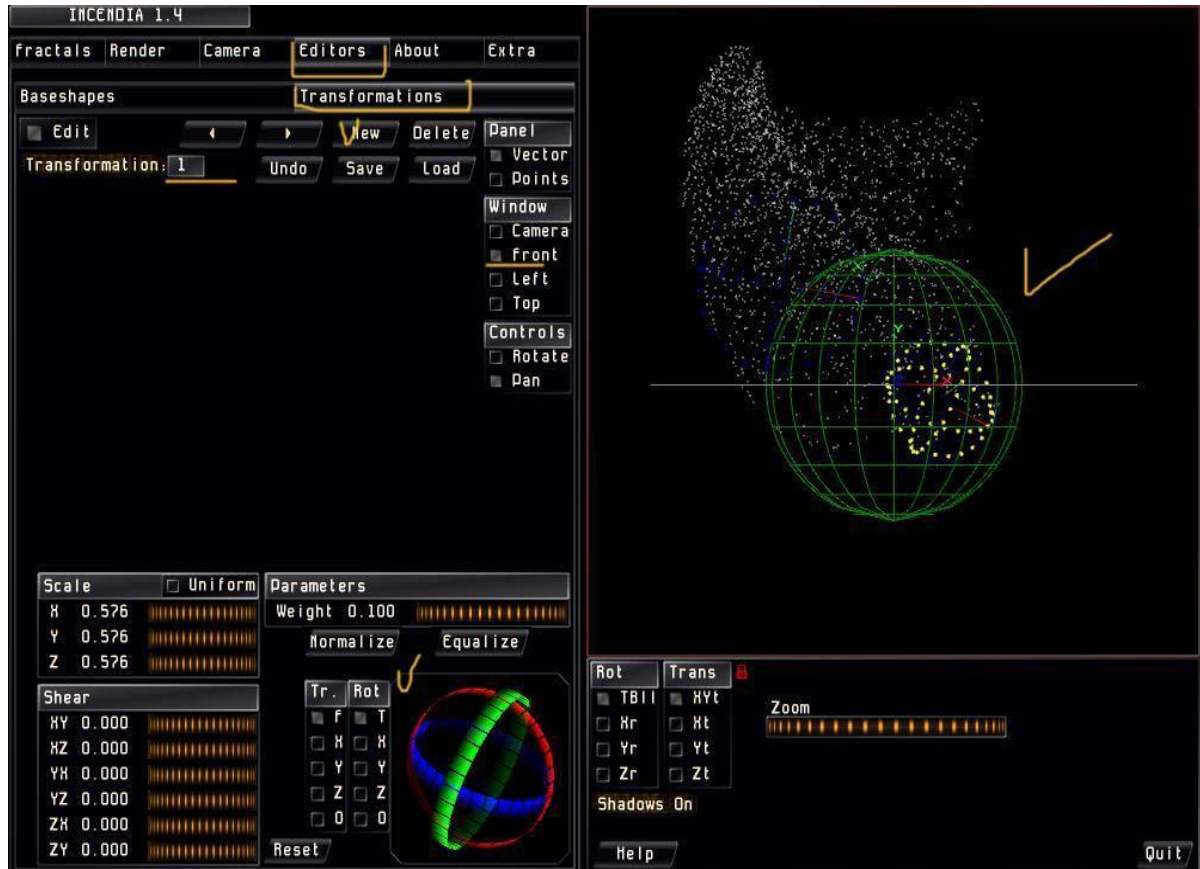 INCENDIA 1.4
Fractals Render Camera Editors About Extra
Baseshapes Transformations
Edit New Delete
Transformation: 1 Undo Save Load
Panel
Vector
Points
Window
Camera
Front
Left
Top
Controls
Rotate
Pan
Y
X
Scale Uniform
X 0.576
Y 0.576
Z 0.576
Parameters
Weight 0.100
Normalize Equalize
Shear
XY 0.000
XZ 0.000
YX 0.000
YZ 0.000
ZX 0.000
ZY 0.000
Tr. Rot
F T
X X
Y Y
Z Z
O O
Reset
Rot Trans
TBll XYt
Xr Xt
Yr Yt
Zr Zt
Zoom
Shadows On
Help Quit